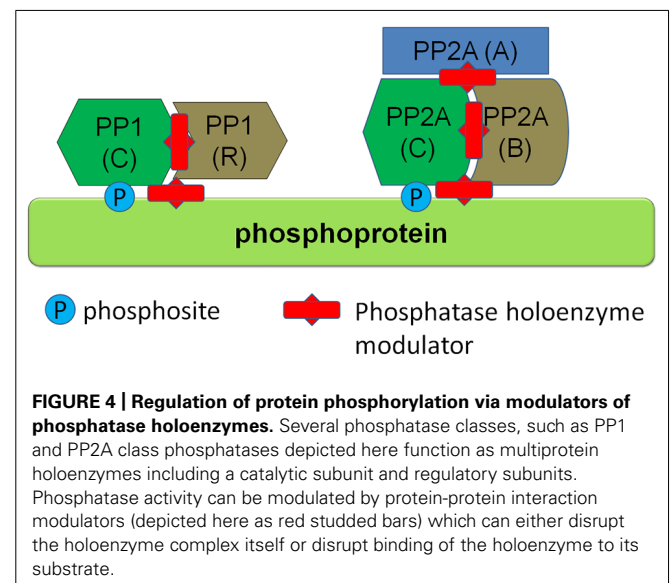 PP2A (A)
PP1
(C)
PP1
(R)
PP2A
(C)
PP2A
(B)
P
P
phosphoprotein
P phosphosite
Phosphatase holoenzyme
modulator
FIGURE 4 | Regulation of protein phosphorylation via modulators of
phosphatase holoenzymes. Several phosphatase classes, such as PP1
and PP2A class phosphatases depicted here function as multiprotein
holoenzymes including a catalytic subunit and regulatory subunits.
Phosphatase activity can be modulated by protein-protein interaction
modulators (depicted here as red studded bars) which can either disrupt
the holoenzyme complex itself or disrupt binding of the holoenzyme to its
substrate.